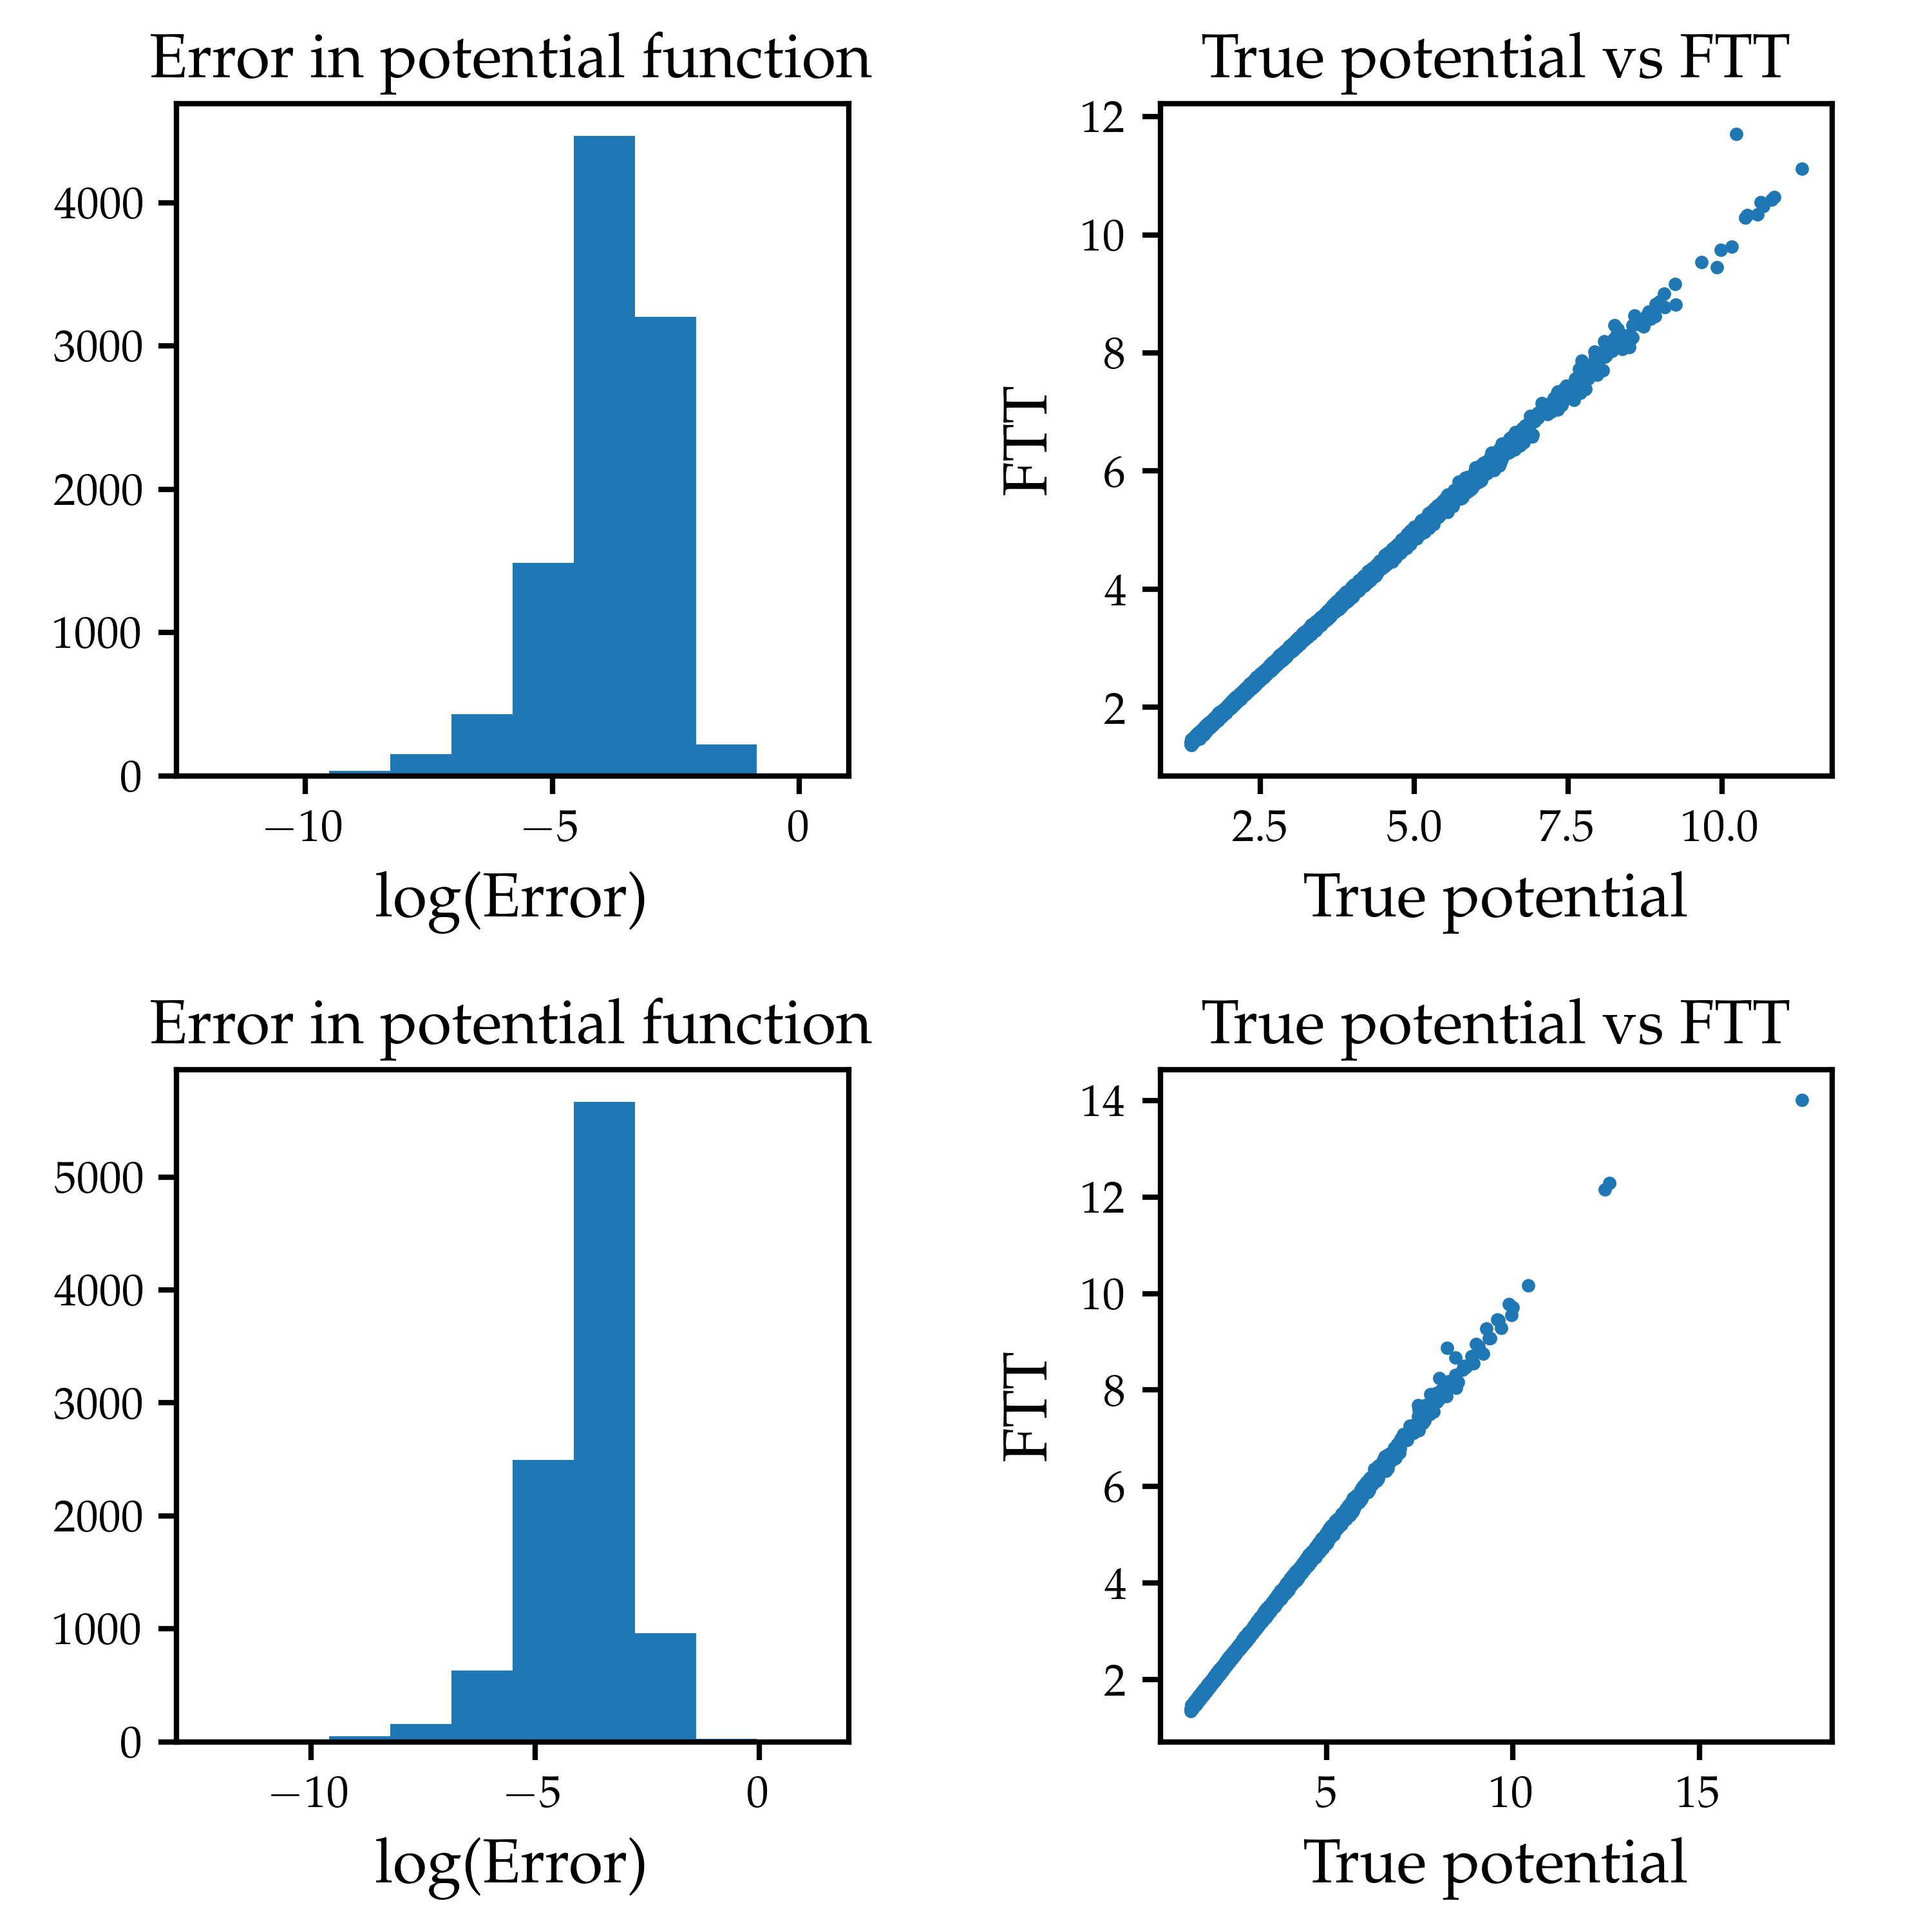 Error in potential function
4000
3000
2000
1000
0
−10 −5 0
log(Error)
True potential vs FTT
12
10
8
6
4
2
FTT
2.5 5.0 7.5 10.0
True potential
Error in potential function
5000
4000
3000
2000
1000
0
−10 −5 0
log(Error)
True potential vs FTT
14
12
10
8
6
4
2
FTT
5 10 15
True potential